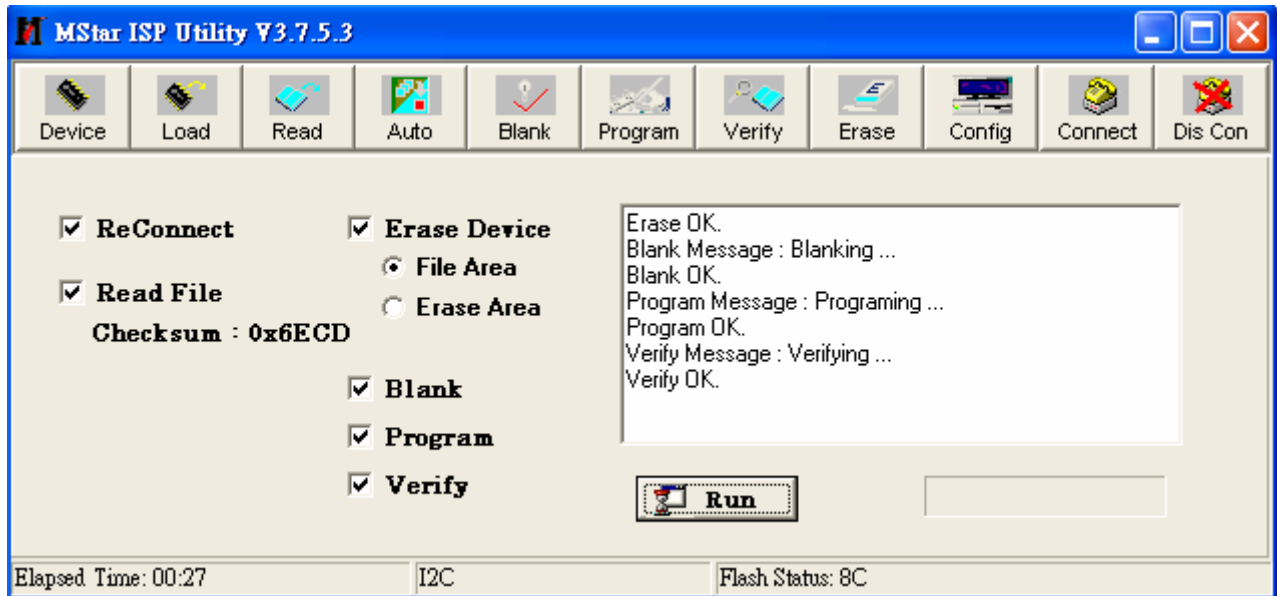 MStar ISP Utility V3.7.5.3
Device Load Read Auto Blank Program Verify Erase Config Connect Dis Con
ReConnect
Read File
Checksum : 0x6ECD
Erase Device
File Area
Erase Area
Blank
Program
Verify
Erase OK.
Blank Message : Blanking ...
Blank OK.
Program Message : Programing ...
Program OK.
Verify Message : Verifying ...
Verify OK.
Run
Elapsed Time: 00:27 I2C Flash Status: 8C